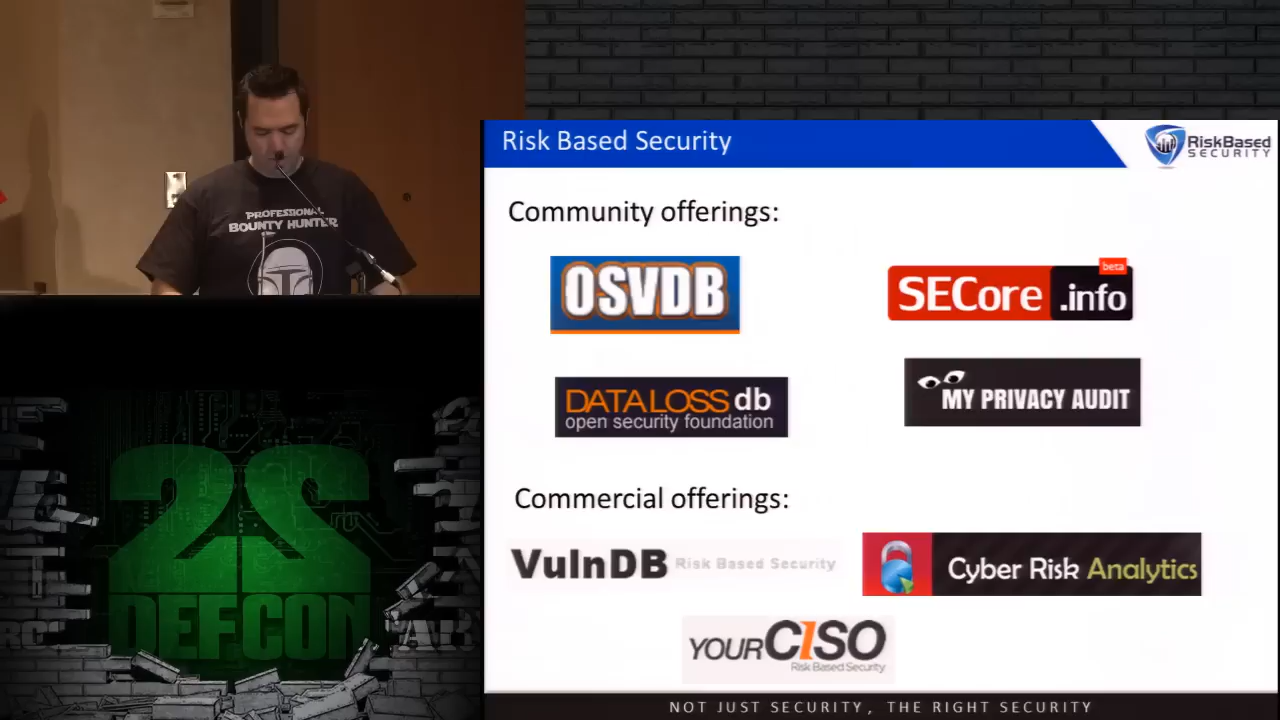 PROFESSIONAL
BOUNTY HUNTER
Risk Based Security
RiskBased
SECURITY
Community offerings:
OSVDB
SECore.info
beta
DATALOSSdb
open security foundation
MY PRIVACY AUDIT
Commercial offerings:
VulnDB Risk Based Security
Cyber Risk Analytics
YOURCISO
Risk Based Security
NOT JUST SECURITY, THE RIGHT SECURITY
22
DEFCON